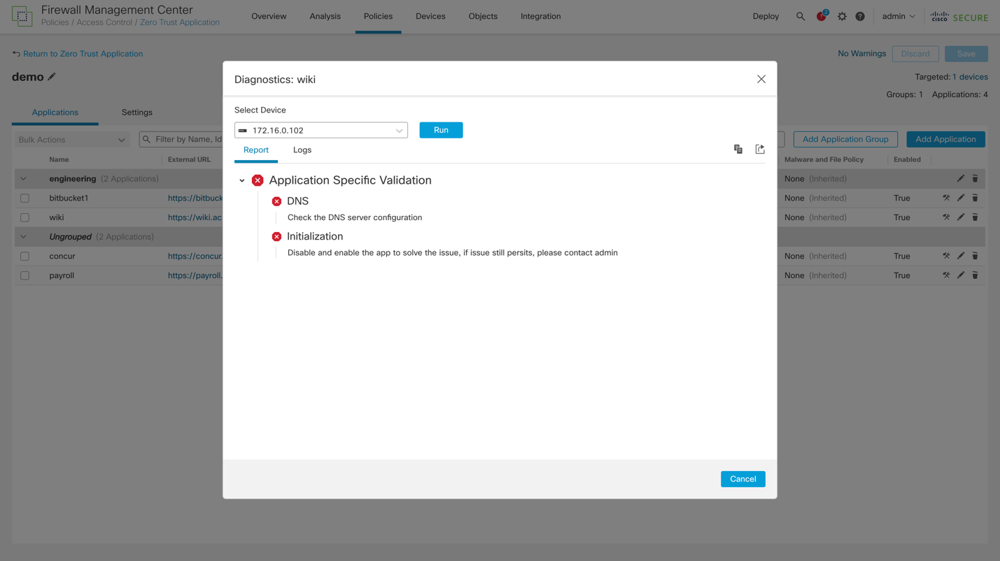 Firewall Management Center
Policies / Access Control / Zero Trust Application
Overview Analysis Policies Devices Objects Integration
Deploy 2 admin cisco SECURE
Return to Zero Trust Application
No Warnings Discard Save
demo
Targeted: 1 devices
Groups: 1 Applications: 4
Applications Settings
Bulk Actions
Filter by Name, Id
Add Application Group Add Application
Name External URL Malware and File Policy Enabled
engineering (2 Applications) None (Inherited)
bitbucket1 https://bitbuck None (Inherited) True
wiki https://wiki.ac None (Inherited) True
Ungrouped (2 Applications)
concur https://concur. None (Inherited) True
payroll https://payroll. None (Inherited) True
Diagnostics: wiki
Select Device
172.16.0.102 Run
Report Logs
Application Specific Validation
DNS
Check the DNS server configuration
Initialization
Disable and enable the app to solve the issue, if issue still persits, please contact admin
Cancel